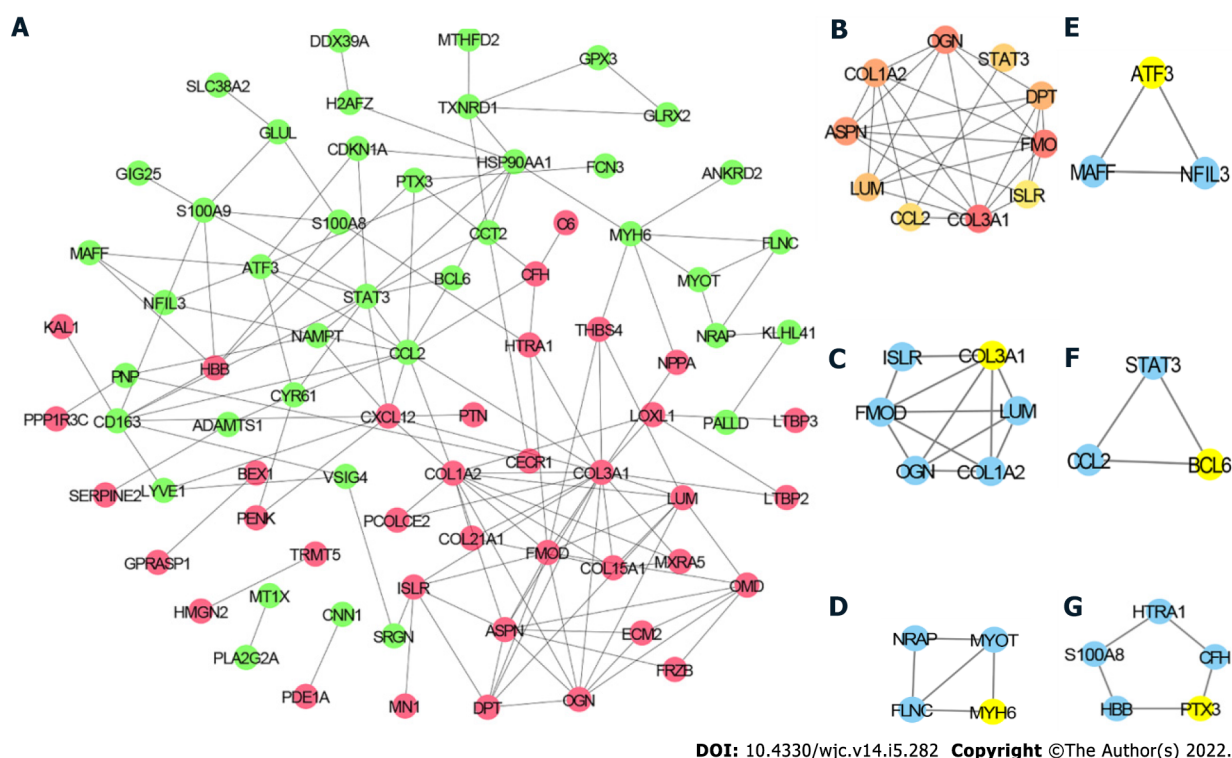 A
B
E
DDX39A
MTHFD2
GPX3
OGN
STAT3
ATF3
SLC38A2
H2AFZ
TXNRD1
GLRX2
COL1A2
DPT
GLUL
CDKN1A
HSP90AA1
ASPN
FMO
GIG25
PTX3
FCN3
ANKRD2
MAFF
NFIL3
S100A9
S100A8
LUM
ISLR
C6
CCL2
COL3A1
MAFF
ATF3
CCT2
MYH6
FLNC
CFH
NFIL3
STAT3
BCL6
MYOT
KAL1
NAMPT
HTRA1
THBS4
NRAP
KLHL41
C
F
HBB
CCL2
NPPA
ISLR
COL3A1
STAT3
PNP
CYR61
PPP1R3C
CD163
ADAMTS1
CXCL12
PTN
LOXL1
PALLD
LTBP3
FMOD
LUM
CCL2
BCL6
BEX1
COL1A2
CECR1
COL3A1
OGN
COL1A2
SERPINE2
LYVE1
VSIG4
LUM
LTBP2
PENK
PCOLCE2
COL21A1
GPRASP1
TRMT5
FMOD
COL15A1
MXRA5
ISLR
OMD
D
G
HMGN2
MT1X
CNN1
NRAP
MYOT
HTRA1
SRGN
ASPN
ECM2
S100A8
CFH
PLA2G2A
FRZB
PDE1A
MN1
DPT
OGN
FLNC
MYH6
HBB
PTX3
DOI: 10.4330/wjc.v14.i5.282 Copyright ©The Author(s) 2022.